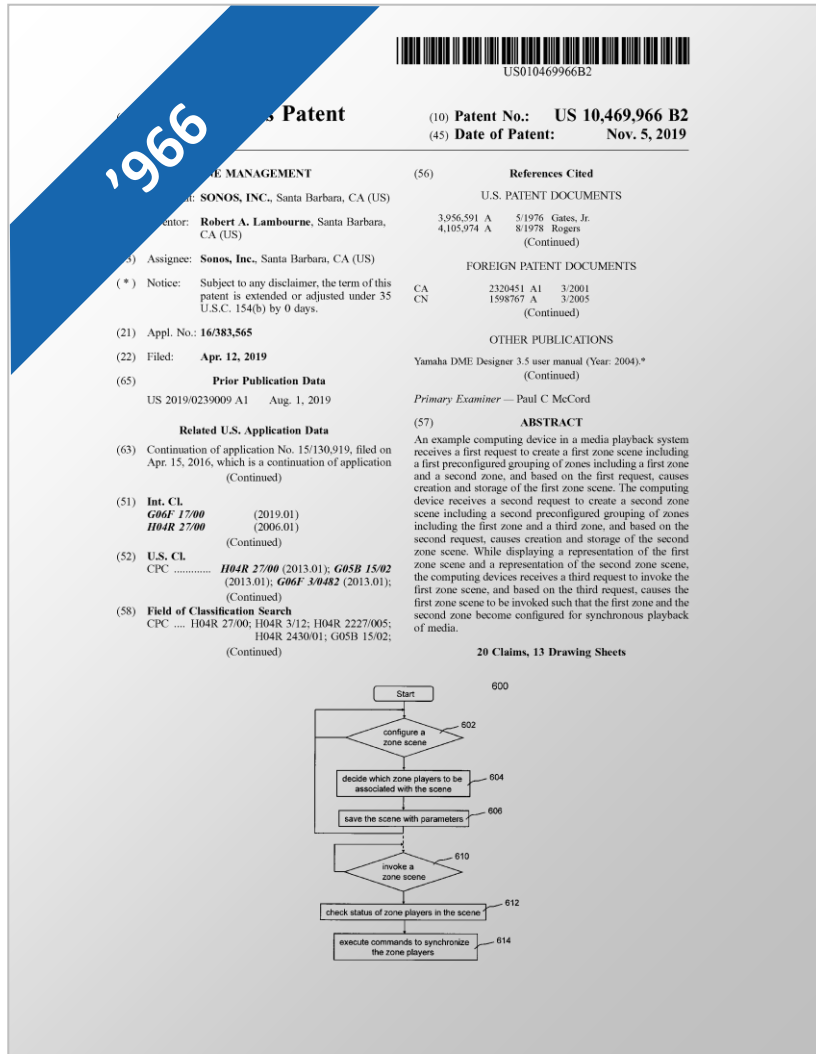 ’966
US010469966B2
Patent
(10) Patent No.: US 10,469,966 B2
(45) Date of Patent: Nov. 5, 2019
MANAGEMENT
SONOS, INC., Santa Barbara, CA (US)
Robert A. Lambourne, Santa Barbara,
CA (US)
Assignee: Sonos, Inc., Santa Barbara, CA (US)
( * ) Notice: Subject to any disclaimer, the term of this
patent is extended or adjusted under 35
U.S.C. 154(b) by 0 days.
(21) Appl. No.: 16/383,565
(22) Filed: Apr. 12, 2019
(65) Prior Publication Data
US 2019/0239009 A1 Aug. 1, 2019
Related U.S. Application Data
(63) Continuation of application No. 15/130,919, filed on
Apr. 15, 2016, which is a continuation of application
(Continued)
(51) Int. Cl.
G06F 17/00 (2019.01)
H04R 27/00 (2006.01)
(Continued)
(52) U.S. Cl.
CPC ............ H04R 27/00 (2013.01); G05B 15/02
(2013.01); G06F 3/0482 (2013.01);
(Continued)
(58) Field of Classification Search
CPC .... H04R 27/00; H04R 3/12; H04R 2227/005;
H04R 2430/01; G05B 15/02;
(Continued)
(56) References Cited
U.S. PATENT DOCUMENTS
3,956,591 A 5/1976 Gates, Jr.
4,105,974 A 8/1978 Rogers
(Continued)
FOREIGN PATENT DOCUMENTS
CA 2320451 A1 3/2001
CN 1598767 A 3/2005
(Continued)
OTHER PUBLICATIONS
Yamaha DME Designer 3.5 user manual (Year: 2004).*
(Continued)
Primary Examiner — Paul C McCord
(57) ABSTRACT
An example computing device in a media playback system
receives a first request to create a first zone scene including
a first preconfigured grouping of zones including a first zone
and a second zone, and based on the first request, causes
creation and storage of the first zone scene. The computing
device receives a second request to create a second zone
scene including a second preconfigured grouping of zones
including the first zone and a third zone, and based on the
second request, causes creation and storage of the second
zone scene. While displaying a representation of the first
zone scene and a representation of the second zone scene,
the computing devices receives a third request to invoke the
first zone scene, and based on the third request, causes the
first zone scene to be invoked such that the first zone and the
second zone become configured for synchronous playback
of media.
20 Claims, 13 Drawing Sheets
Start
600
configure a
zone scene
602
decide which zone players to be
associated with the scene
604
save the scene with parameters
606
invoke a
zone scene
610
check status of zone players in the scene
612
execute commands to synchronize
the zone players
614